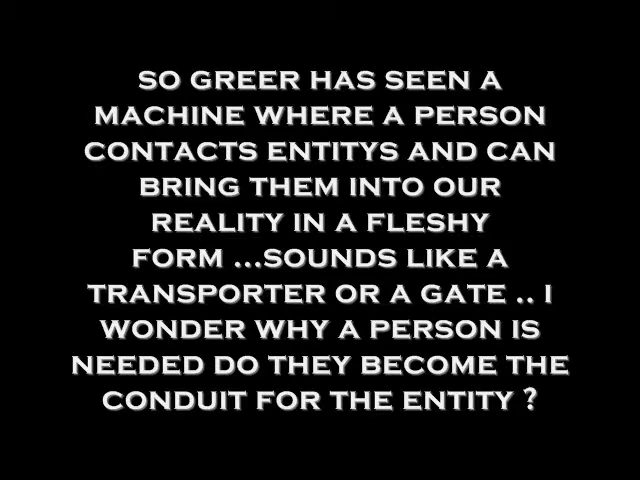 SO GREER HAS SEEN A
MACHINE WHERE A PERSON
CONTACTS ENTITYS AND CAN
BRING THEM INTO OUR
REALITY IN A FLESHY
FORM ...SOUNDS LIKE A
TRANSPORTER OR A GATE .. I
WONDER WHY A PERSON IS
NEEDED DO THEY BECOME THE
CONDUIT FOR THE ENTITY ?